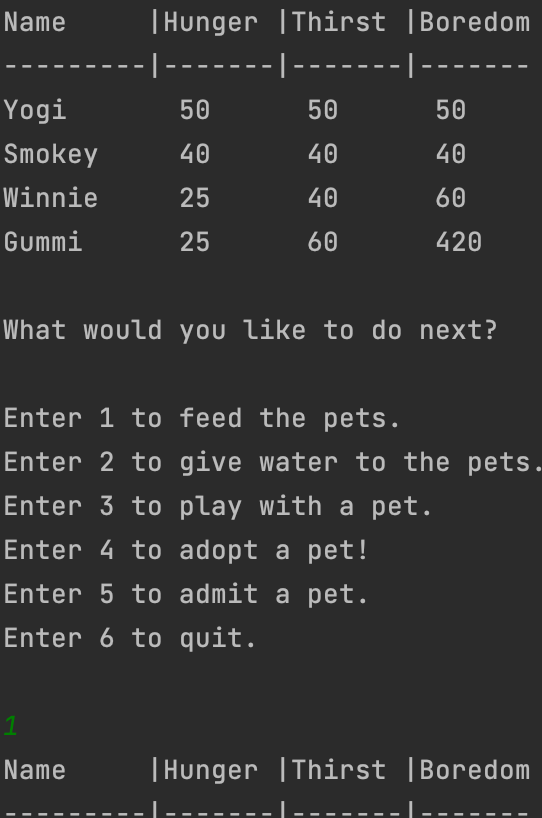 Name     |Hunger |Thirst |Boredom
---------|-------|-------|-------
Yogi       50      50      50
Smokey     40      40      40
Winnie     25      40      60
Gummi      25      60      420
What would you like to do next?
Enter 1 to feed the pets.
Enter 2 to give water to the pets.
Enter 3 to play with a pet.
Enter 4 to adopt a pet!
Enter 5 to admit a pet.
Enter 6 to quit.
1
Name     |Hunger |Thirst |Boredom
---------|-------|-------|-------